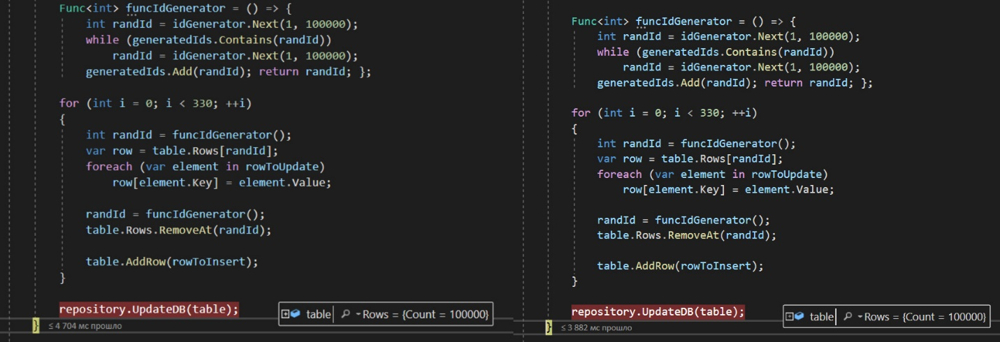 Func<int> funcIdGenerator = () => {
int randId = idGenerator.Next(1, 100000);
while (generatedIds.Contains(randId))
randId = idGenerator.Next(1, 100000);
generatedIds.Add(randId); return randId; };
for (int i = 0; i < 330; ++i)
{
int randId = funcIdGenerator();
var row = table.Rows[randId];
foreach (var element in rowToUpdate)
row[element.Key] = element.Value;
randId = funcIdGenerator();
table.Rows.RemoveAt(randId);
table.AddRow(rowToInsert);
}
repository.UpdateDB(table);
table Rows = {Count = 100000}
} ≤ 4 704 мс прошло
Func<int> funcIdGenerator = () => {
int randId = idGenerator.Next(1, 100000);
while (generatedIds.Contains(randId))
randId = idGenerator.Next(1, 100000);
generatedIds.Add(randId); return randId; };
for (int i = 0; i < 330; ++i)
{
int randId = funcIdGenerator();
var row = table.Rows[randId];
foreach (var element in rowToUpdate)
row[element.Key] = element.Value;
randId = funcIdGenerator();
table.Rows.RemoveAt(randId);
table.AddRow(rowToInsert);
}
repository.UpdateDB(table);
table Rows = {Count = 100000}
} ≤ 3 882 мс прошло